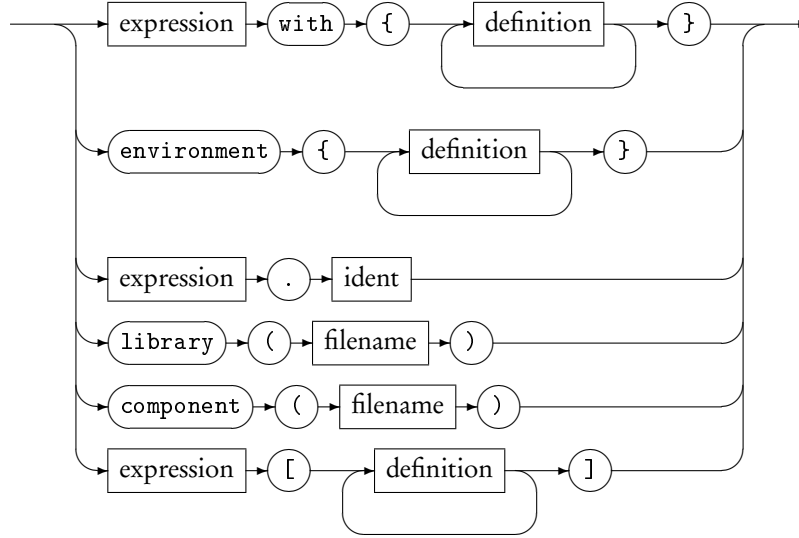 expression with { definition }
environment { definition }
expression . ident
library ( filename )
component ( filename )
expression [ definition ]